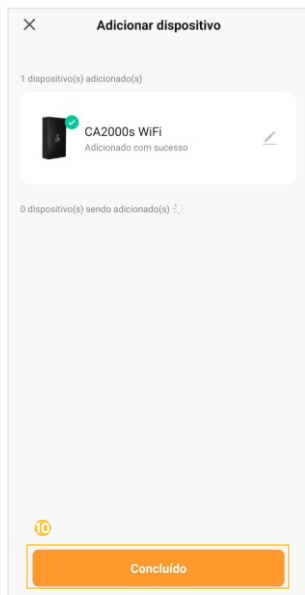 Adicionar dispositivo
1 dispositivo(s) adicionado(s)
CA2000s WiFi
Adicionado com sucesso
0 dispositivo(s) sendo adicionado(s)
10
Concluído